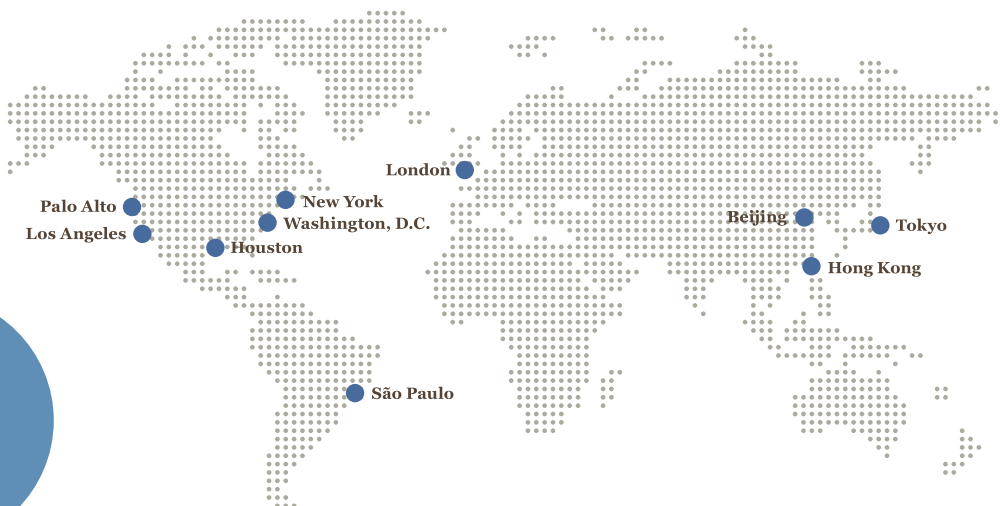 London
New York
Palo Alto
Washington, D.C.
Beijing
Tokyo
Los Angeles
Houston
Hong Kong
São Paulo